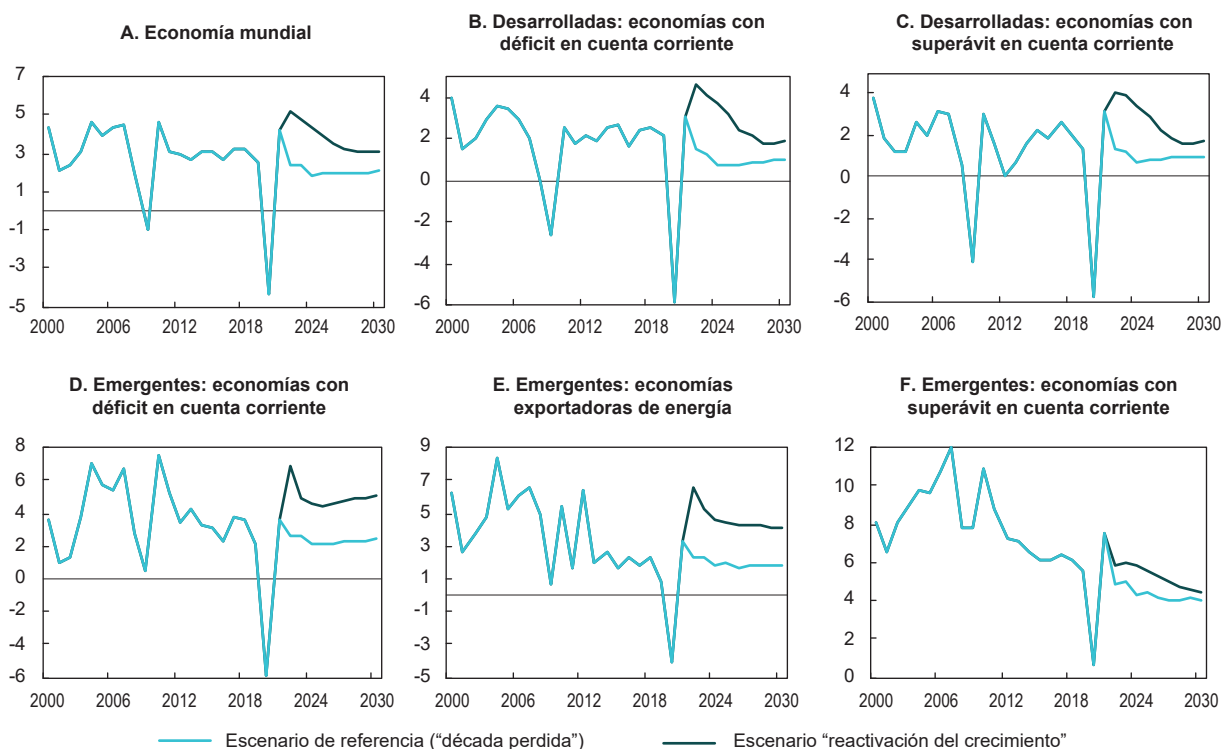 A. Economía mundial
7
5
3
1
-1
-3
-5
2000 2006 2012 2018 2024 2030
B. Desarrolladas: economías con
déficit en cuenta corriente
4
2
0
-2
-4
-6
2000 2006 2012 2018 2024 2030
C. Desarrolladas: economías con
superávit en cuenta corriente
4
2
0
-2
-4
-6
2000 2006 2012 2018 2024 2030
D. Emergentes: economías con
déficit en cuenta corriente
8
6
4
2
0
-2
-4
-6
2000 2006 2012 2018 2024 2030
E. Emergentes: economías
exportadoras de energía
9
7
5
3
1
-1
-3
-5
2000 2006 2012 2018 2024 2030
F. Emergentes: economías con
superávit en cuenta corriente
12
10
8
6
4
2
0
2000 2006 2012 2018 2024 2030
Escenario de referencia (“década perdida”) Escenario “reactivación del crecimiento”